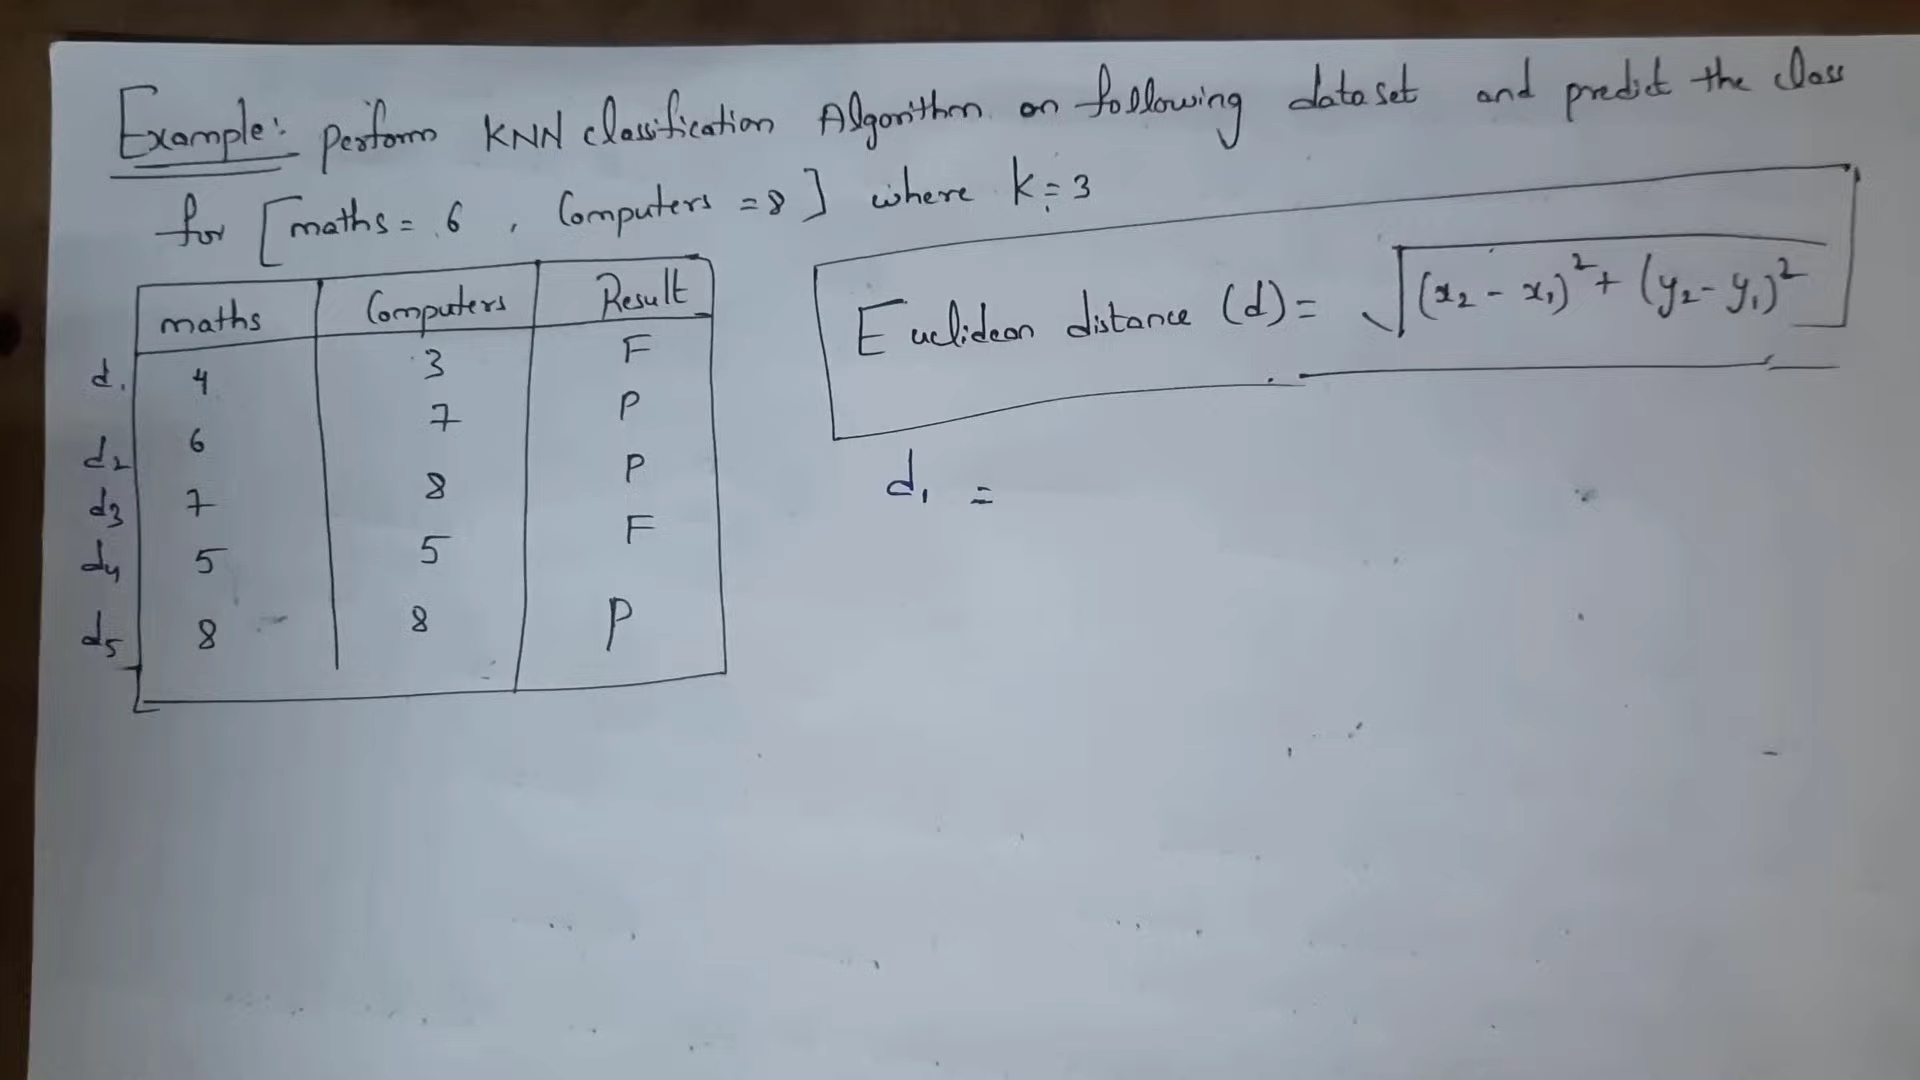 Example: perform KNN classification Algorithm on following dataset and predict the class
for [maths = 6 , Computers = 8] where K = 3
maths Computers Result
d1 4 3 F
d2 6 7 P
d3 7 8 P
d4 5 5 F
d5 8 8 P
Euclidean distance (d) = √(x₂ - x₁)² + (y₂ - y₁)²
d₁ =